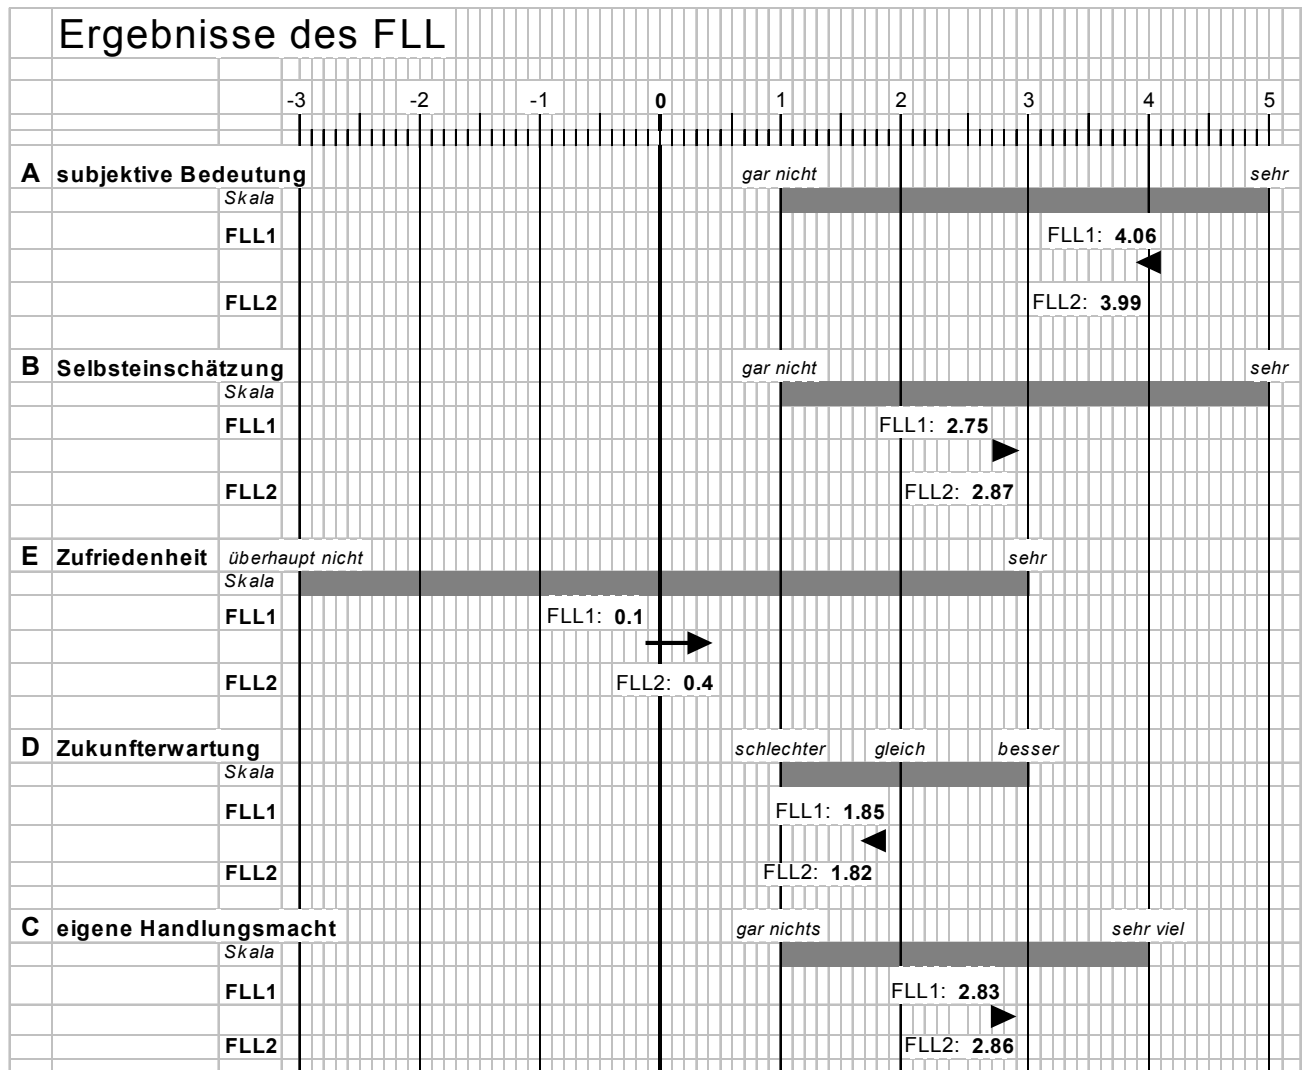 Ergebnisse des FLL
-3 -2 -1 0 1 2 3 4 5
A subjektive Bedeutung gar nicht sehr
Skala
FLL1 FLL1: 4.06
FLL2 FLL2: 3.99
B Selbsteinschätzung gar nicht sehr
Skala
FLL1 FLL1: 2.75
FLL2 FLL2: 2.87
E Zufriedenheit überhaupt nicht sehr
Skala
FLL1 FLL1: 0.1
FLL2 FLL2: 0.4
D Zukunfterwartung schlechter gleich besser
Skala
FLL1 FLL1: 1.85
FLL2 FLL2: 1.82
C eigene Handlungsmacht gar nichts sehr viel
Skala
FLL1 FLL1: 2.83
FLL2 FLL2: 2.86